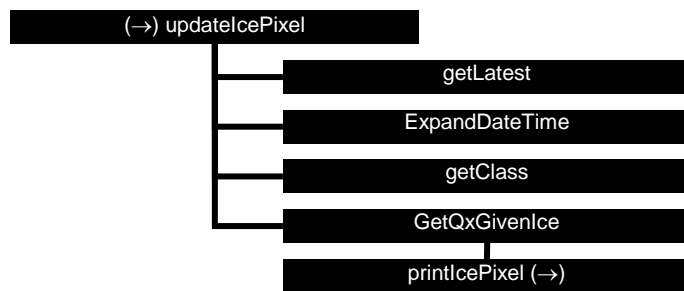 (→) updateIcePixel
getLatest
ExpandDateTime
getClass
GetQxGivenIce
printIcePixel (→)